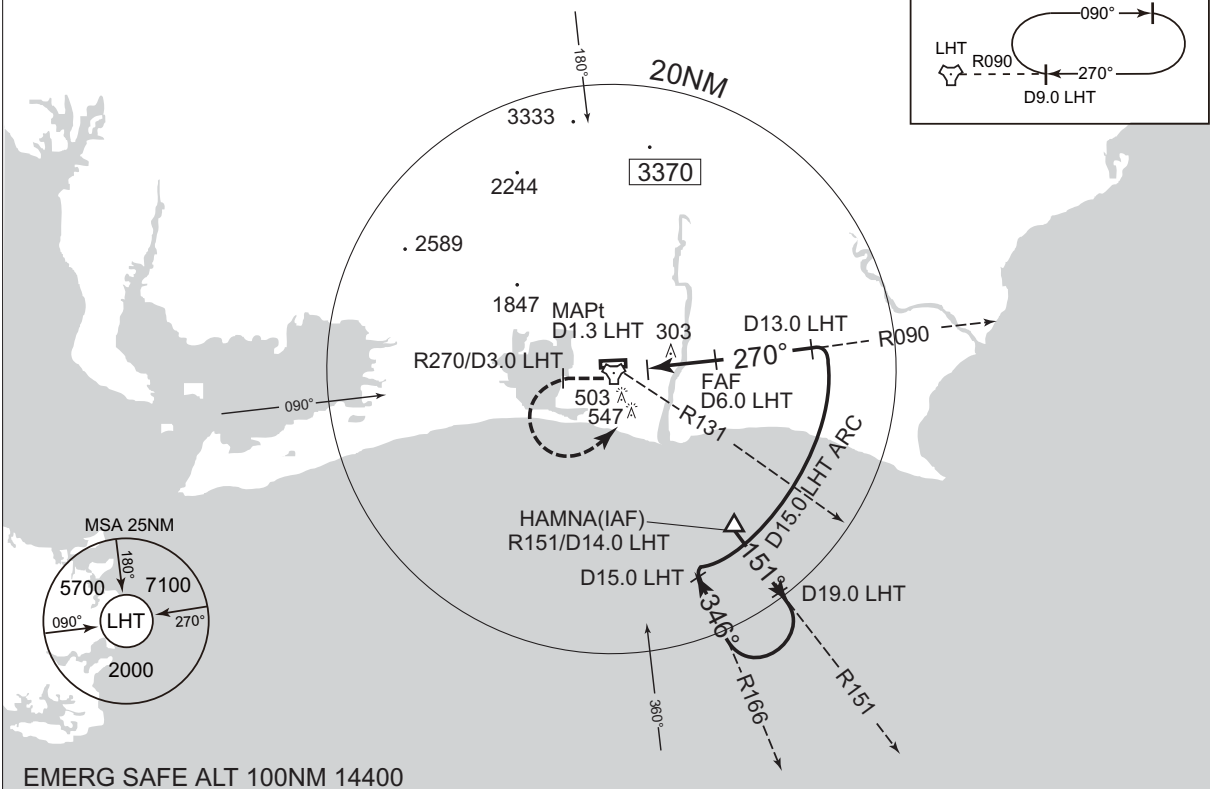 090°
LHT
R090
270°
D9.0 LHT
180°
20NM
3333
3370
2244
2589
1847
MAPt
D1.3 LHT
303
D13.0 LHT
R090
R270/D3.0 LHT
270°
FAF
D6.0 LHT
503
547
090°
R131
D15.0 LHT ARC
HAMNA(IAF)
R151/D14.0 LHT
151°
D15.0 LHT
D19.0 LHT
346°
R166
R151
360°
MSA 25NM
180°
5700
7100
090°
LHT
270°
2000
EMERG SAFE ALT 100NM 14400